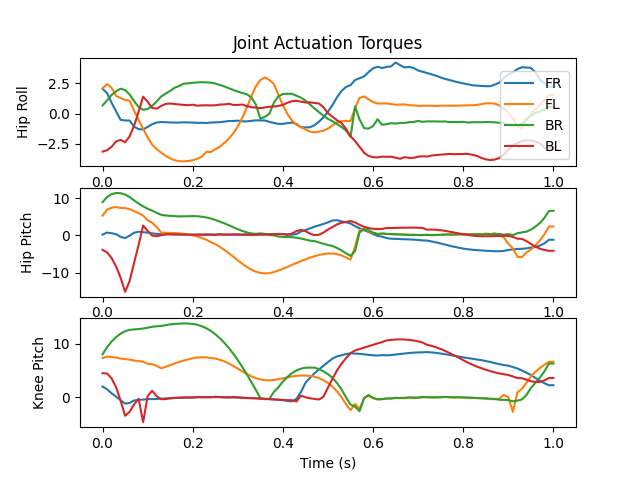 Joint Actuation Torques
Hip Roll
2.5
0.0
−2.5
FR
FL
BR
BL
0.0 0.2 0.4 0.6 0.8 1.0
Hip Pitch
10
0
−10
0.0 0.2 0.4 0.6 0.8 1.0
Knee Pitch
10
0
0.0 0.2 0.4 0.6 0.8 1.0
Time (s)